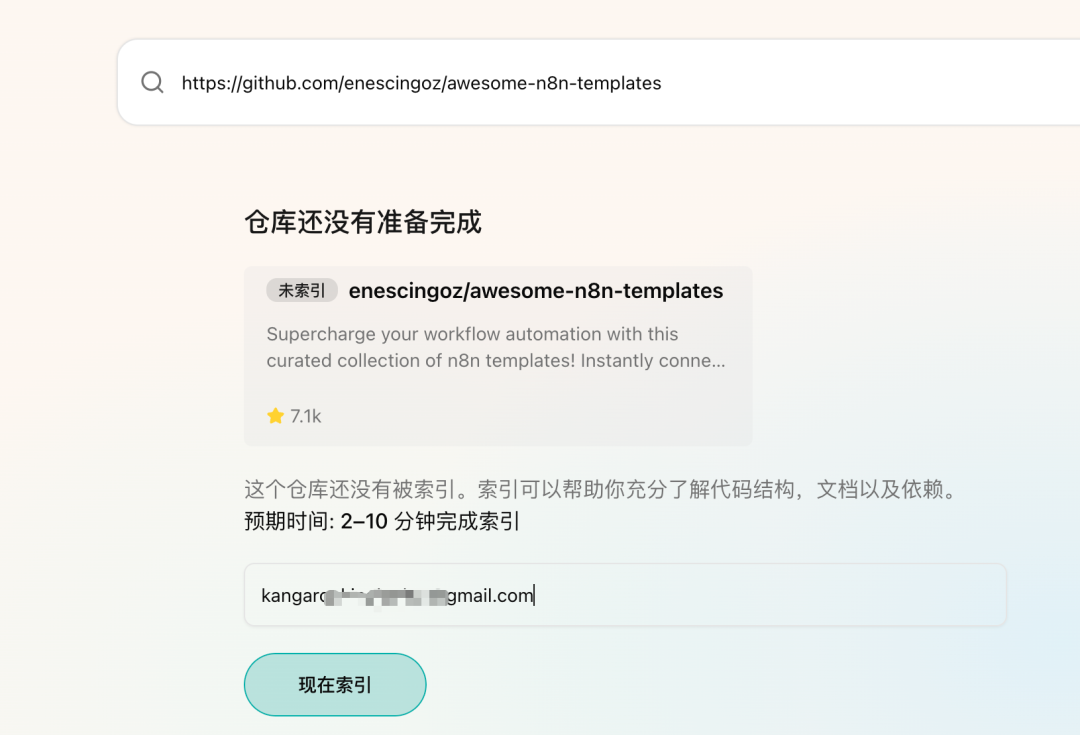 https://github.com/enescingoz/awesome-n8n-templates
仓库还没有准备完成
未索引 enescingoz/awesome-n8n-templates
Supercharge your workflow automation with this
curated collection of n8n templates! Instantly conne...
7.1k
这个仓库还没有被索引。索引可以帮助你充分了解代码结构，文档以及依赖。
预期时间: 2–10 分钟完成索引
gmail.com
现在索引